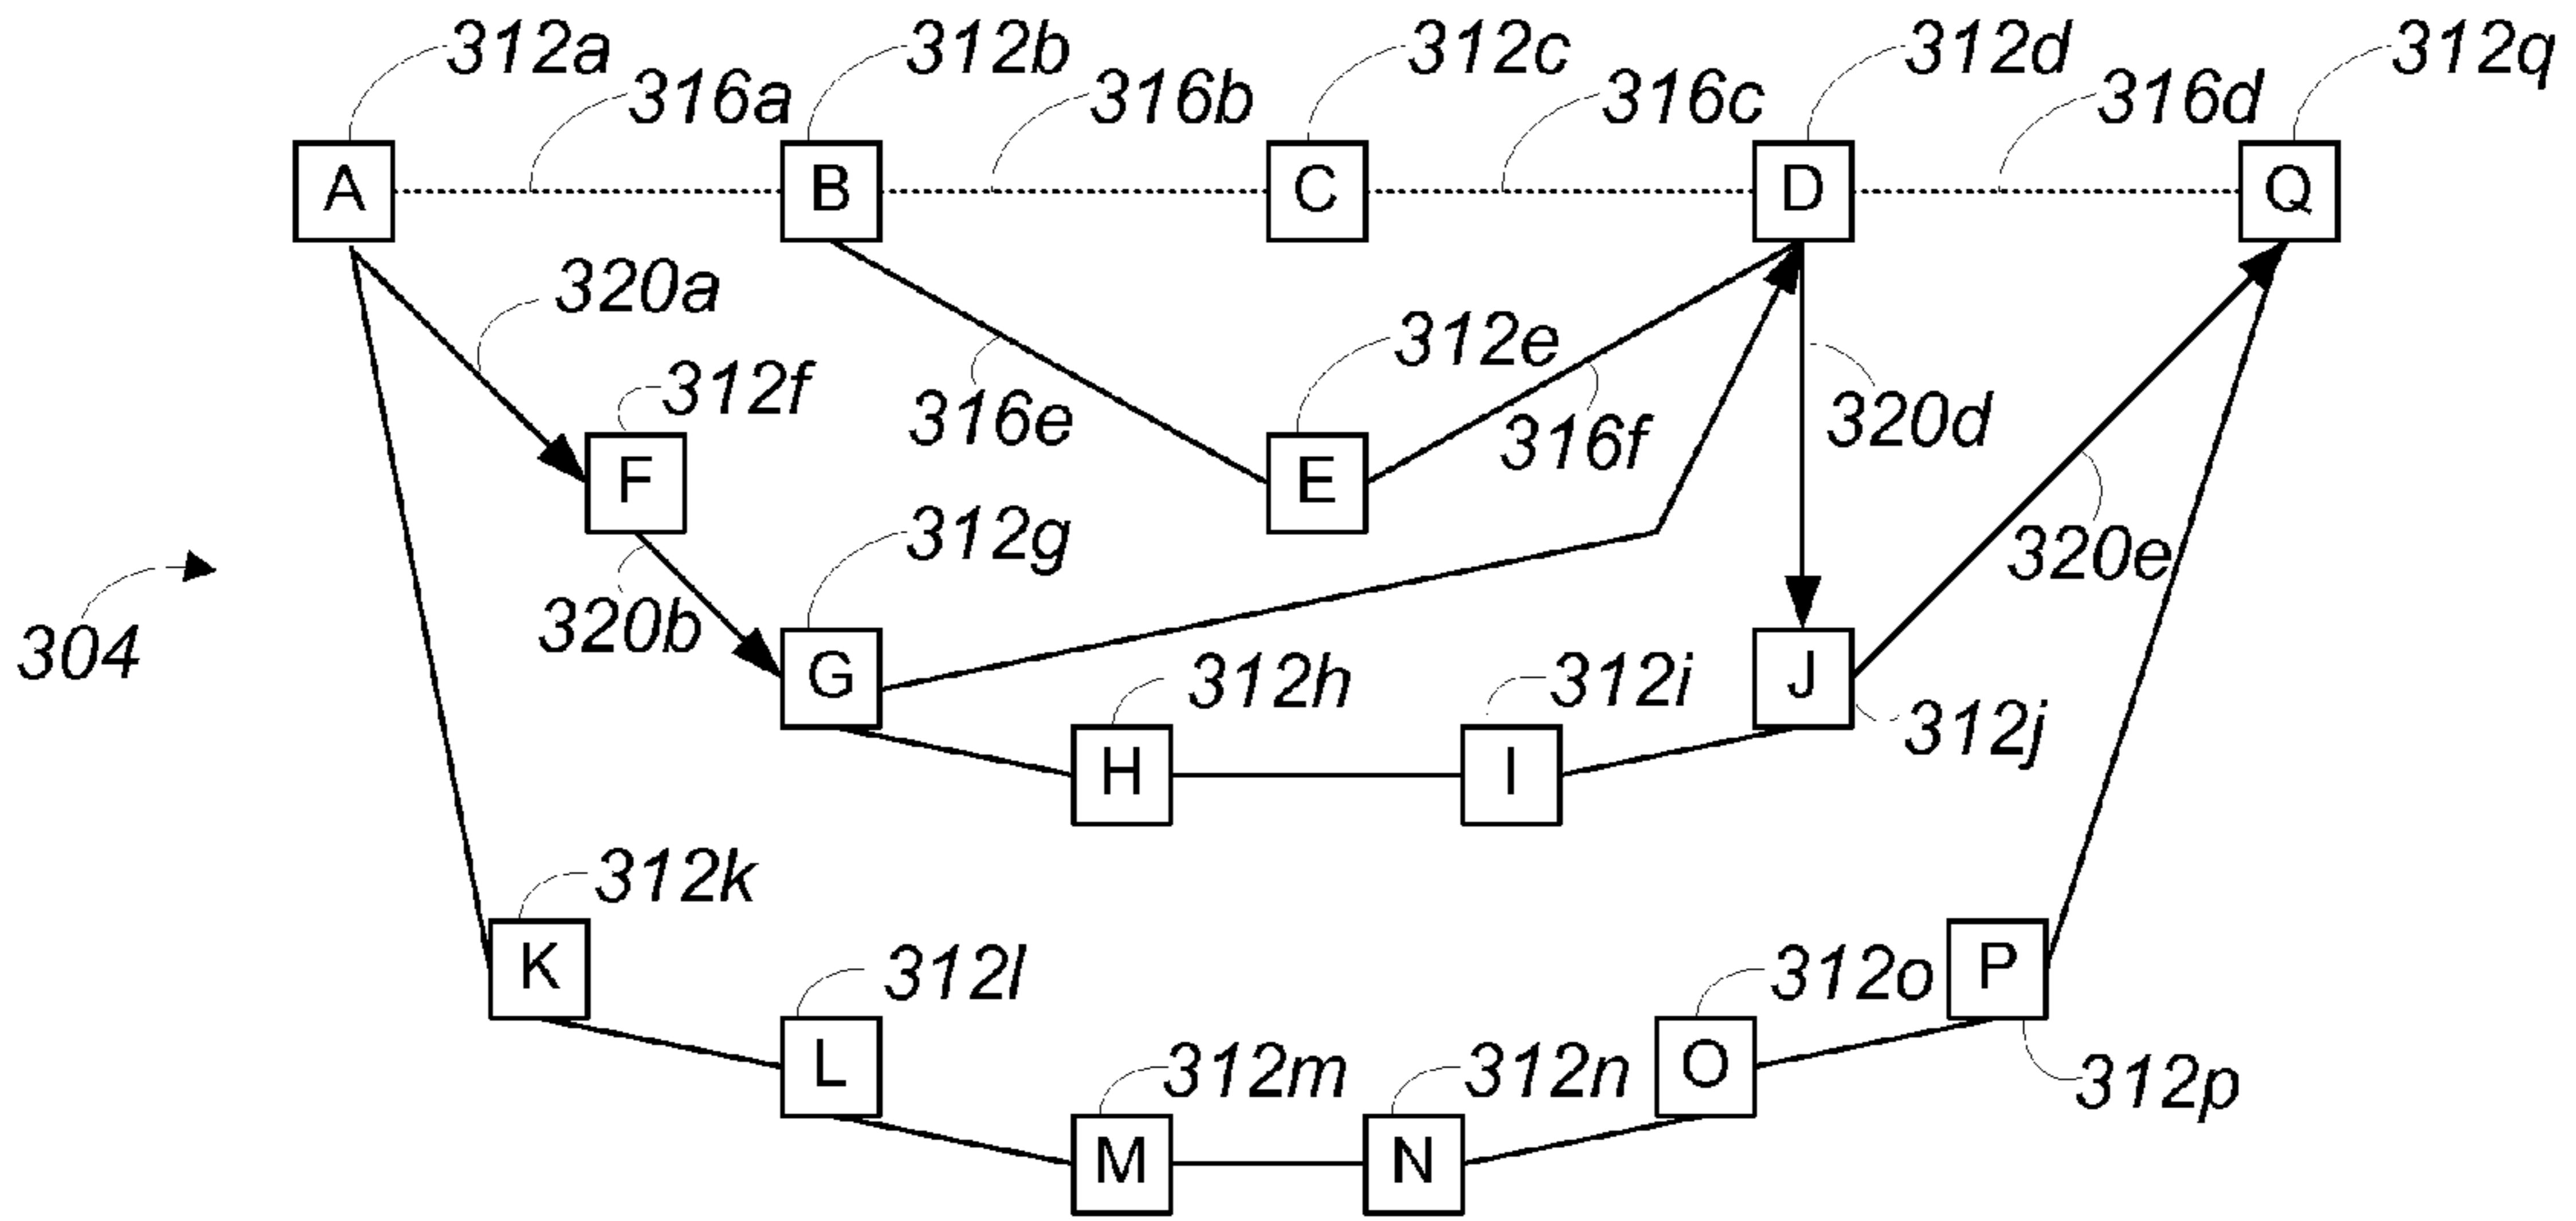 312a 312b 312c 312d 312q
316a 316b 316c 316d
A B C D Q
320a
312e
312f
316e 316f 320d
F E
312g
320e
320b
304
G J
312h 312i
312j
H I
312k
K P
312l 312o
L O
312m 312n 312p
M N